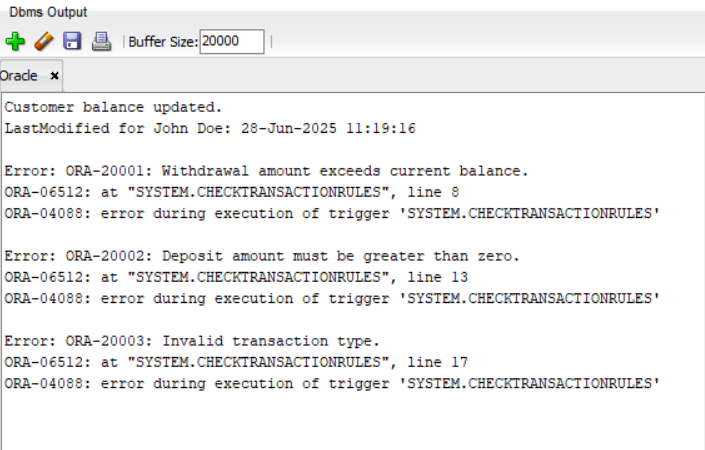 Dbms Output
Buffer Size: 20000
Oracle
Customer balance updated.
LastModified for John Doe: 28-Jun-2025 11:19:16
Error: ORA-20001: Withdrawal amount exceeds current balance.
ORA-06512: at "SYSTEM.CHECKTRANSACTIONRULES", line 8
ORA-04088: error during execution of trigger 'SYSTEM.CHECKTRANSACTIONRULES'
Error: ORA-20002: Deposit amount must be greater than zero.
ORA-06512: at "SYSTEM.CHECKTRANSACTIONRULES", line 13
ORA-04088: error during execution of trigger 'SYSTEM.CHECKTRANSACTIONRULES'
Error: ORA-20003: Invalid transaction type.
ORA-06512: at "SYSTEM.CHECKTRANSACTIONRULES", line 17
ORA-04088: error during execution of trigger 'SYSTEM.CHECKTRANSACTIONRULES'